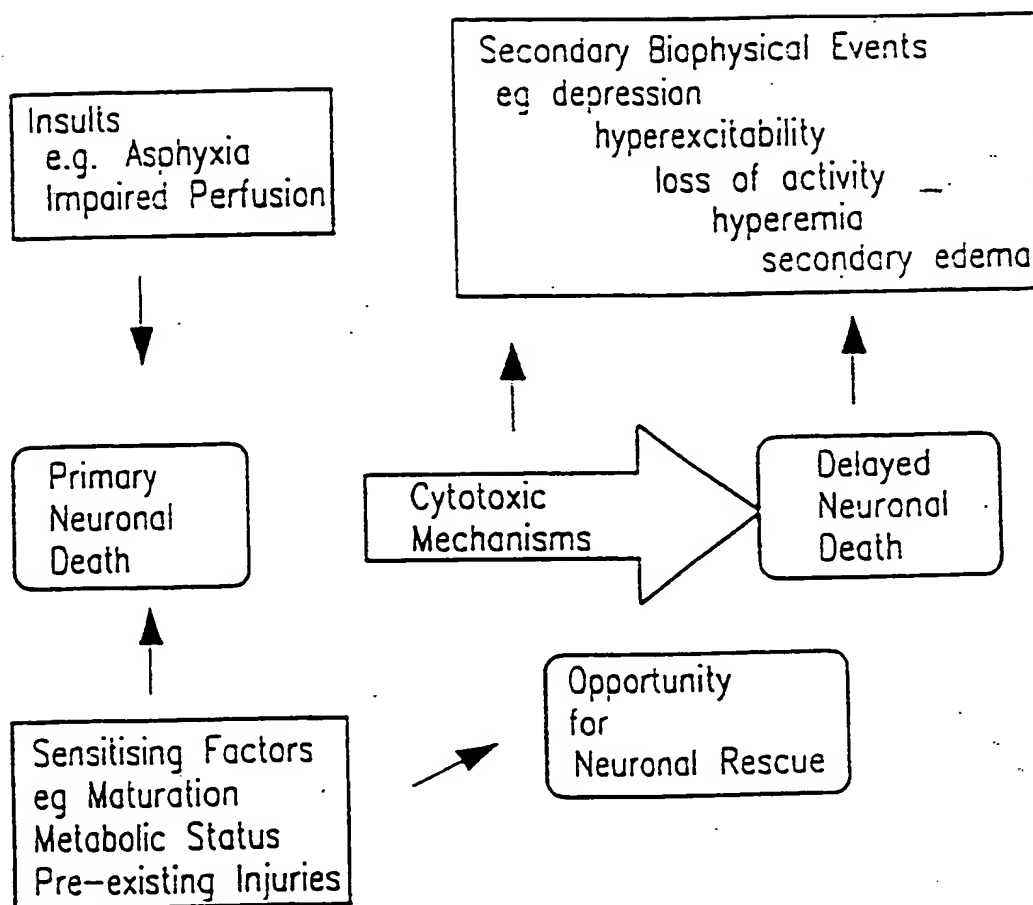 Insults
e.g. Asphyxia
Impaired Perfusion
Secondary Biophysical Events
eg depression
hyperexcitability
loss of activity
hyperemia
secondary edema
Primary
Neuronal
Death
Cytotoxic
Mechanisms
Delayed
Neuronal
Death
Sensitising Factors
eg Maturation
Metabolic Status
Pre-existing Injuries
Opportunity
for
Neuronal Rescue